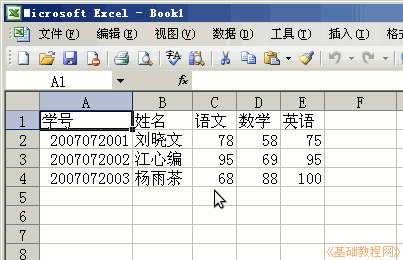 Microsoft Excel - Book1
文件(F) 编辑(E) 视图(V) 数据(D) 工具(T) 插入(I) 格式
A1 fx
A B C D E F
1 学号 姓名 语文 数学 英语
2 2007072001 刘晓文 78 58 75
3 2007072002 江心编 95 69 95
4 2007072003 杨雨茶 68 88 100
5
6
7
8
《基础教程网》